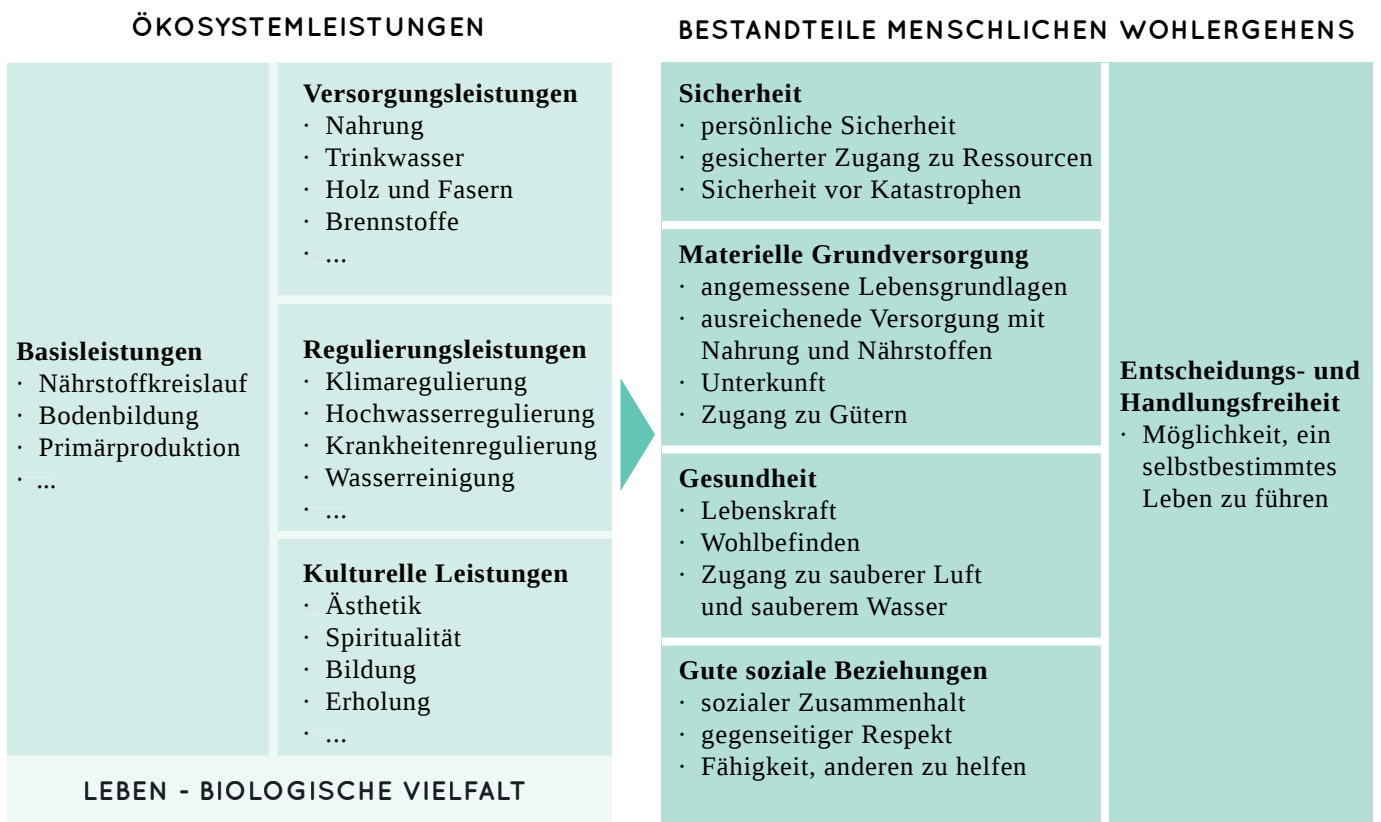 ÖKOSYSTEMLEISTUNGEN
Basisleistungen
· Nährstoffkreislauf
· Bodenbildung
· Primärproduktion
· ...
Versorgungsleistungen
· Nahrung
· Trinkwasser
· Holz und Fasern
· Brennstoffe
· ...
Regulierungsleistungen
· Klimaregulierung
· Hochwasserregulierung
· Krankheitenregulierung
· Wasserreinigung
· ...
Kulturelle Leistungen
· Ästhetik
· Spiritualität
· Bildung
· Erholung
· ...
LEBEN - BIOLOGISCHE VIELFALT
BESTANDTEILE MENSCHLICHEN WOHLERGEHENS
Sicherheit
· persönliche Sicherheit
· gesicherter Zugang zu Ressourcen
· Sicherheit vor Katastrophen
Materielle Grundversorgung
· angemessene Lebensgrundlagen
· ausreichenede Versorgung mit
Nahrung und Nährstoffen
· Unterkunft
· Zugang zu Gütern
Gesundheit
· Lebenskraft
· Wohlbefinden
· Zugang zu sauberer Luft
und sauberem Wasser
Gute soziale Beziehungen
· sozialer Zusammenhalt
· gegenseitiger Respekt
· Fähigkeit, anderen zu helfen
Entscheidungs- und
Handlungsfreiheit
· Möglichkeit, ein
selbstbestimmtes
Leben zu führen